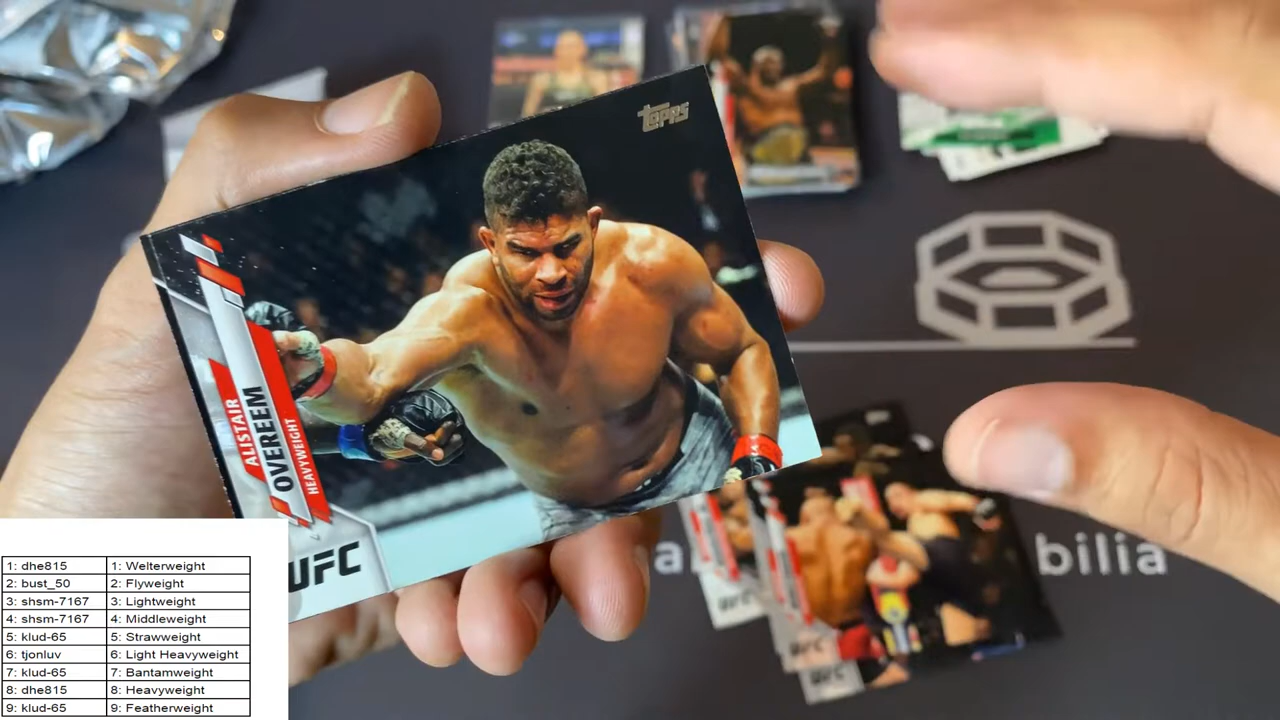 TOPPS
ALISTAIR
OVEREEM
HEAVYWEIGHT
UFC
bilia
1: dhe815 1: Welterweight
2: bust_50 2: Flyweight
3: shsm-7167 3: Lightweight
4: shsm-7167 4: Middleweight
5: klud-65 5: Strawweight
6: tjonluv 6: Light Heavyweight
7: klud-65 7: Bantamweight
8: dhe815 8: Heavyweight
9: klud-65 9: Featherweight